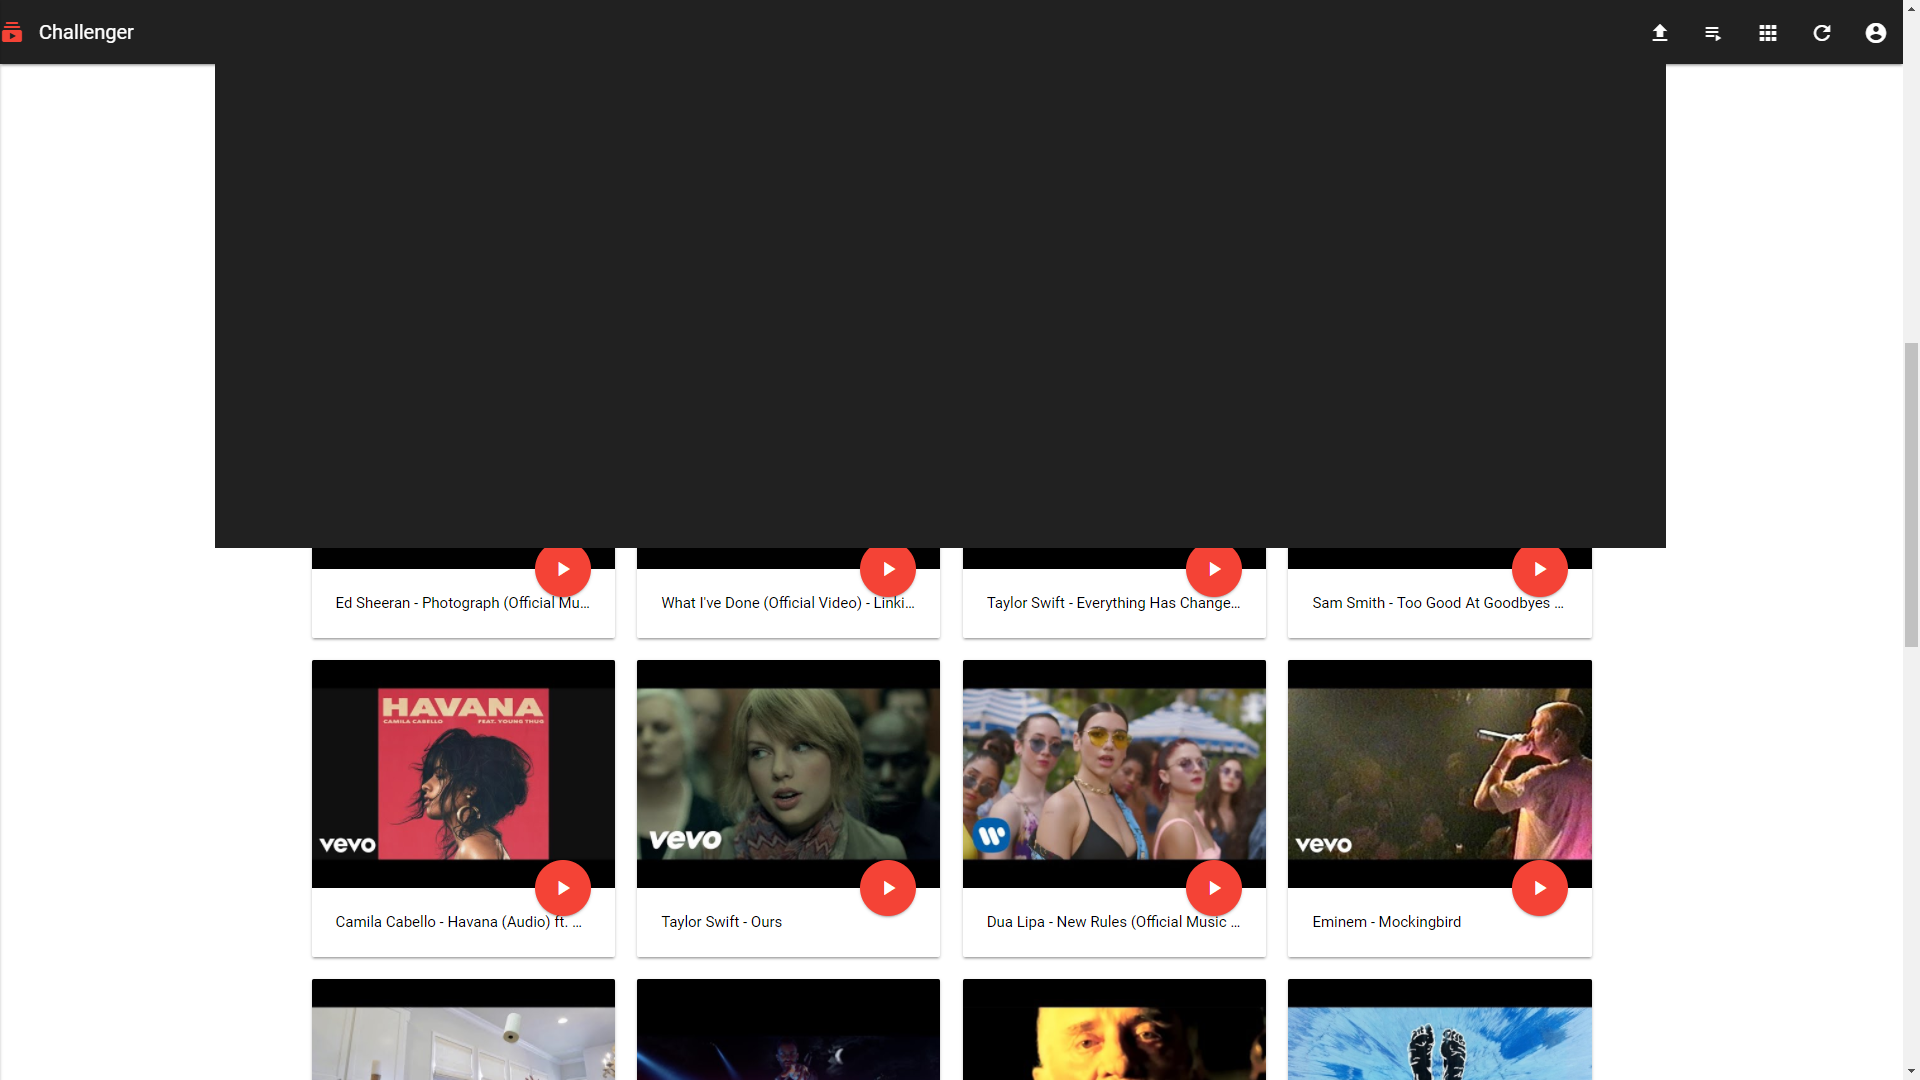 Challenger
Ed Sheeran - Photograph (Official Mu...
What I've Done (Official Video) - Linki...
Taylor Swift - Everything Has Change...
Sam Smith - Too Good At Goodbyes ...
HAVANA
CAMILA CABELLO FEAT. YOUNG THUG
vevo
vevo
vevo
Camila Cabello - Havana (Audio) ft. ...
Taylor Swift - Ours
Dua Lipa - New Rules (Official Music ...
Eminem - Mockingbird